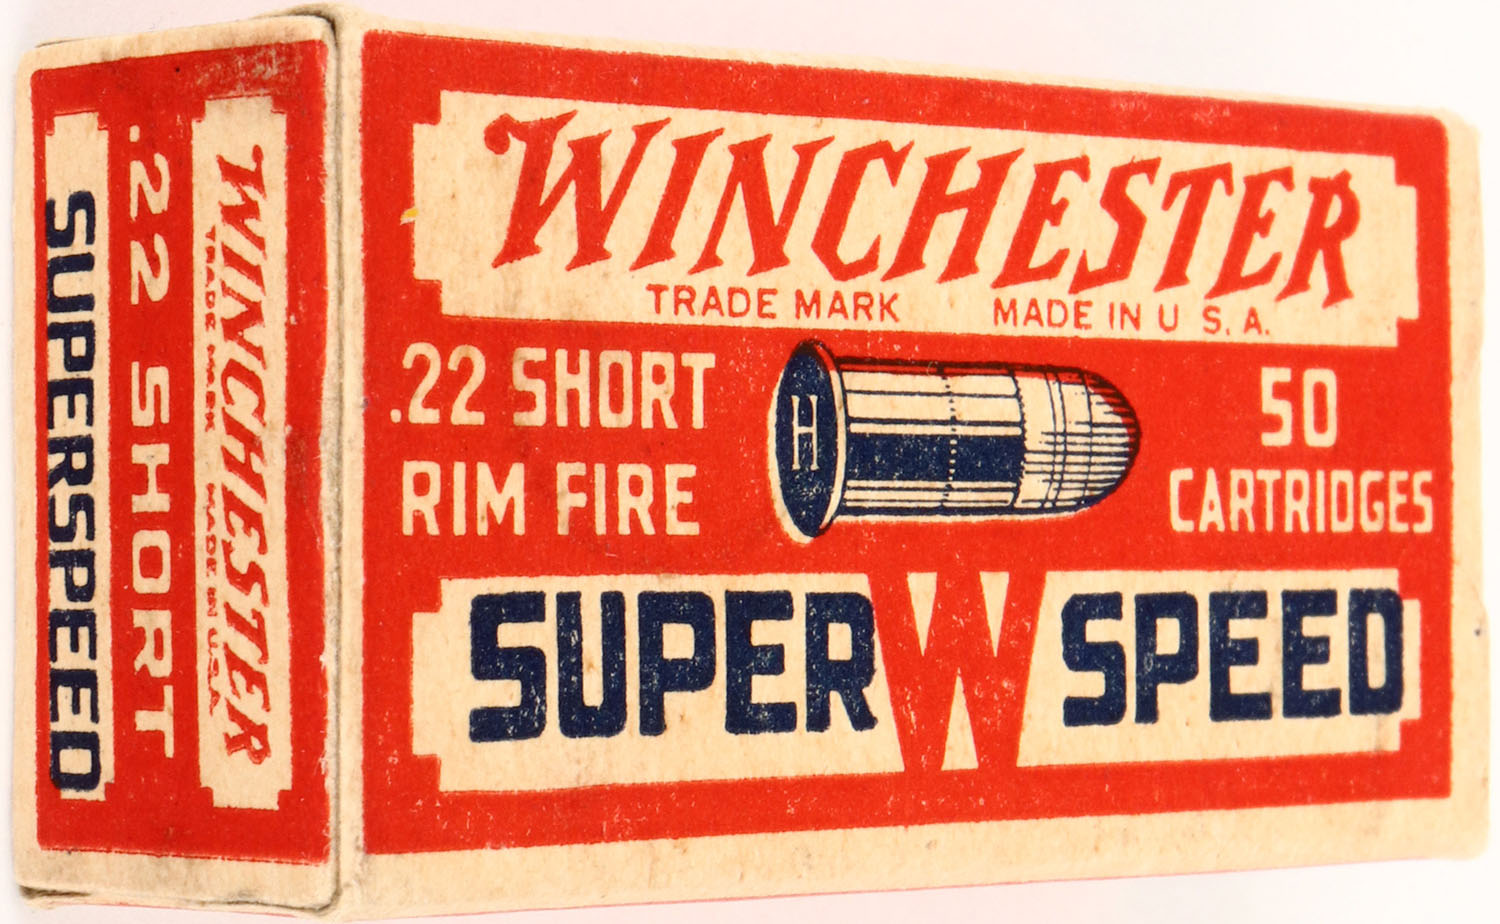 WINCHESTER
TRADE MARK MADE IN U.S.A.
.22 SHORT
SUPERSPEED
WINCHESTER
TRADE MARK MADE IN U S. A.
.22 SHORT
RIM FIRE
H
50
CARTRIDGES
SUPER W SPEED